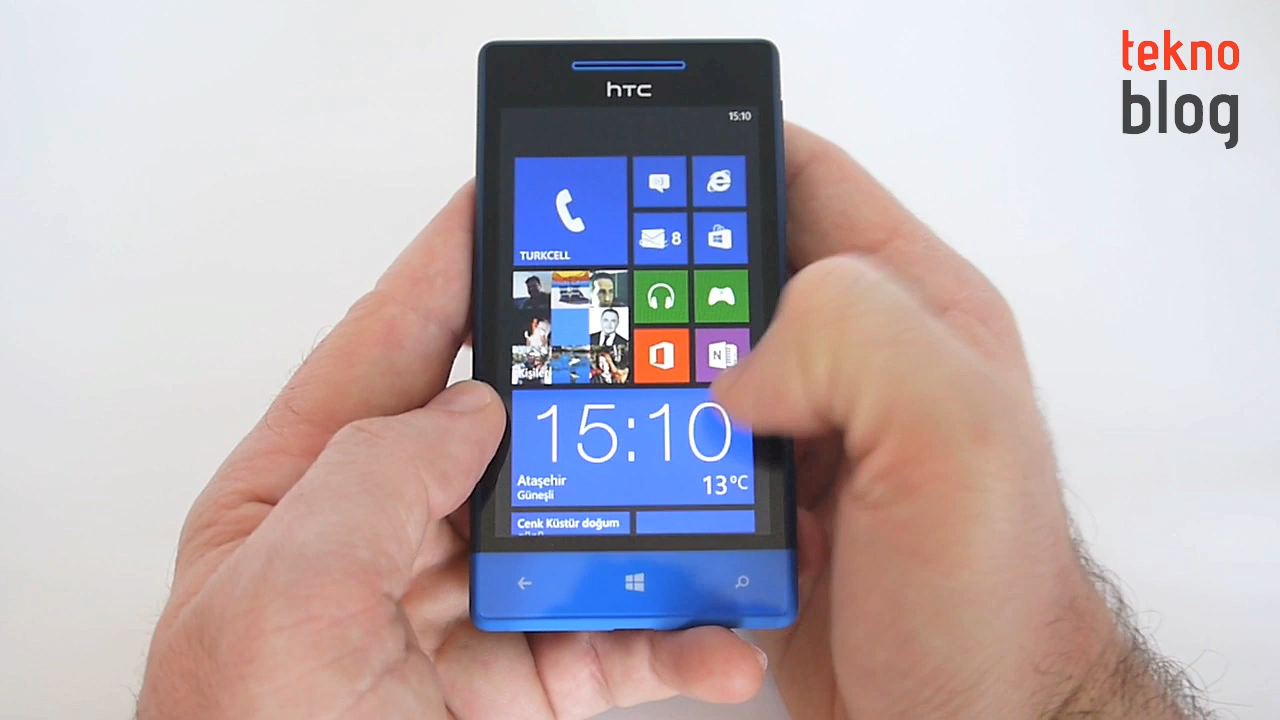 tekno
blog
hTC
15:10
TURKCELL
8
Kişiler
N
15:10
Ataşehir
Güneşli
13°C
Cenk Küstür doğum